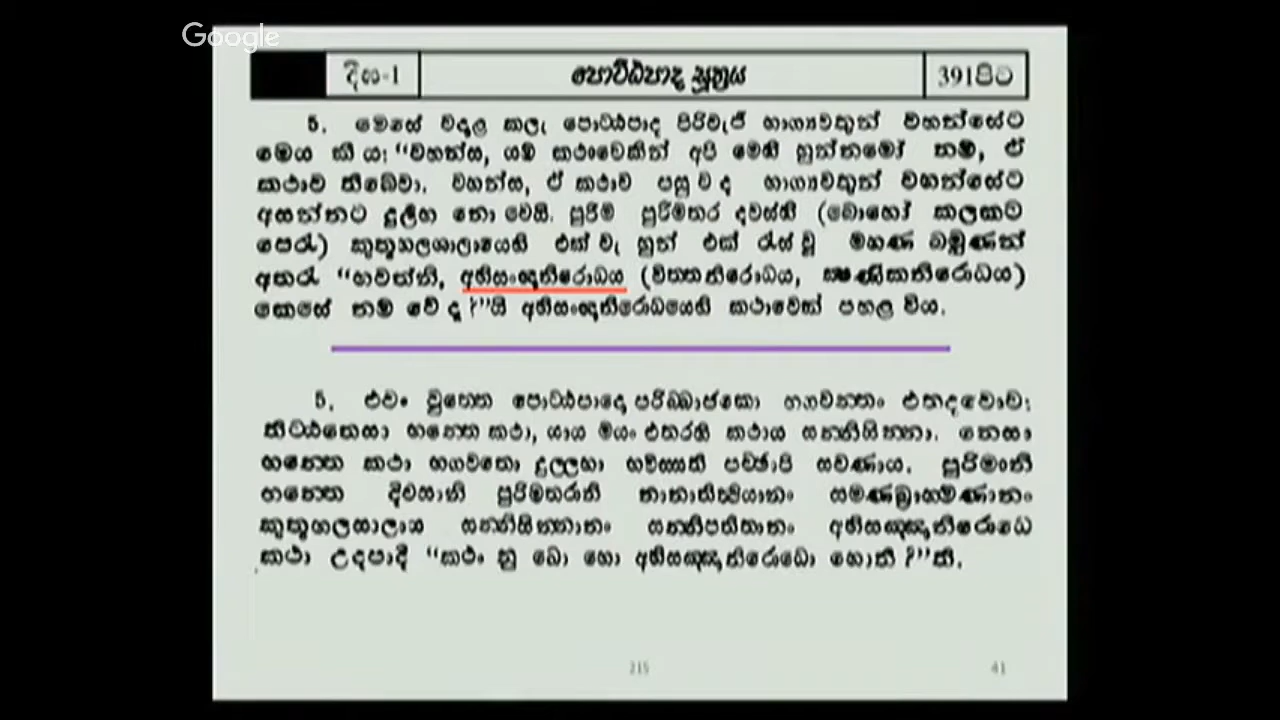 Google
දීඝ-1 පොට්ඨපාද සූත්‍රය 391පිට
5. මෙසේ වදාළ කල්හි පොට්ඨපාද පිරිවැජි භාග්‍යවතුන් වහන්සේට
මෙය කී ය: “වහන්ස, යම් කථාවෙකින් අපි මෙහි හුන්නමෝ නම්, ඒ
කථාව තිබේවා. වහන්ස, ඒ කථාව පසු ව ද භාග්‍යවතුන් වහන්සේට
අසන්නට දුර්ලභ නො වෙයි. පූර්‍ව පූර්‍වතර දවස්හි (බොහෝ කලකට
පෙර) කුතූහලශාලායෙහි එක් වැ හුන් එක් රැස් වූ මහණ බමුණන්
අතරැ “භවත්නි, අභිසංඥානිරොධය (චිත්තනිරොධය, ක්ෂණිකනිරොධය)
කෙසේ නම් වේ දැ?”යි අභිසංඥානිරොධයෙහි කථාවෙක් පහළ විය.
5. එවං වුත්තෙ පොට්ඨපාදො පරිබ්බාජකො භගවන්තං එතදවොච:
තිට්ඨතෙසා භන්තෙ කථා, යාය මයං එතරහි කථාය සන්නිසින්නා. නෙසා
භන්තෙ කථා භගවතො දුල්ලභා භවිස්සති පච්ඡාපි සවණාය. පුරිමානි
භන්තෙ දිවසානි පුරිමතරානි නානාතිත්ථියානං සමණබ්‍රාහ්මණානං
කුතූහලසාලාය සන්නිසින්නානං සන්නිපතිතානං අභිසඤ්ඤානිරොධෙ
කථා උදපාදි “කථං නු ඛො භො අභිසඤ්ඤානිරොධො හොති?”ති.
215 41